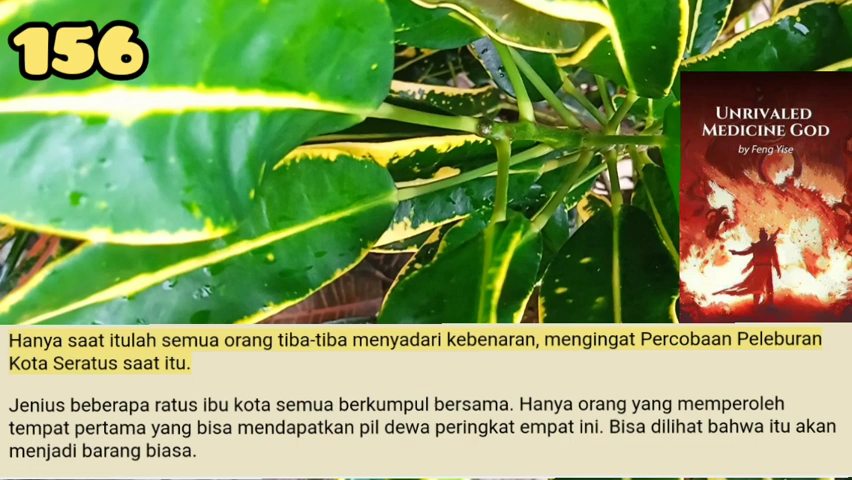 156
UNRIVALED
MEDICINE GOD
by Feng Yise
Hanya saat itulah semua orang tiba-tiba menyadari kebenaran, mengingat Percobaan Peleburan
Kota Seratus saat itu.
Jenius beberapa ratus ibu kota semua berkumpul bersama. Hanya orang yang memperoleh
tempat pertama yang bisa mendapatkan pil dewa peringkat empat ini. Bisa dilihat bahwa itu akan
menjadi barang biasa.